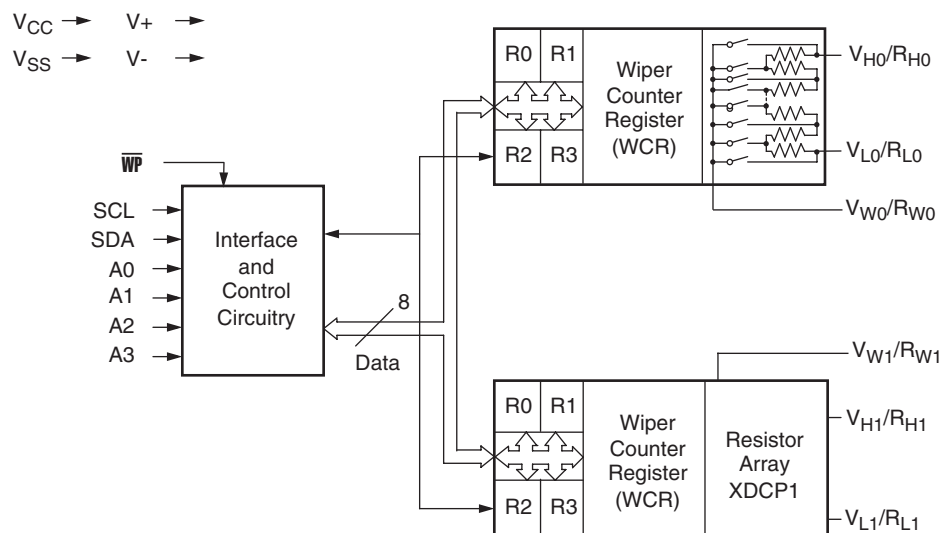 VCC V+
VSS V-
WP
SCL
SDA
A0
A1
A2
A3
Interface
and
Control
Circuitry
8
Data
R0 R1
R2 R3
Wiper
Counter
Register
(WCR)
VH0/RH0
VL0/RL0
VW0/RW0
VW1/RW1
R0 R1
R2 R3
Wiper
Counter
Register
(WCR)
Resistor
Array
XDCP1
VH1/RH1
VL1/RL1